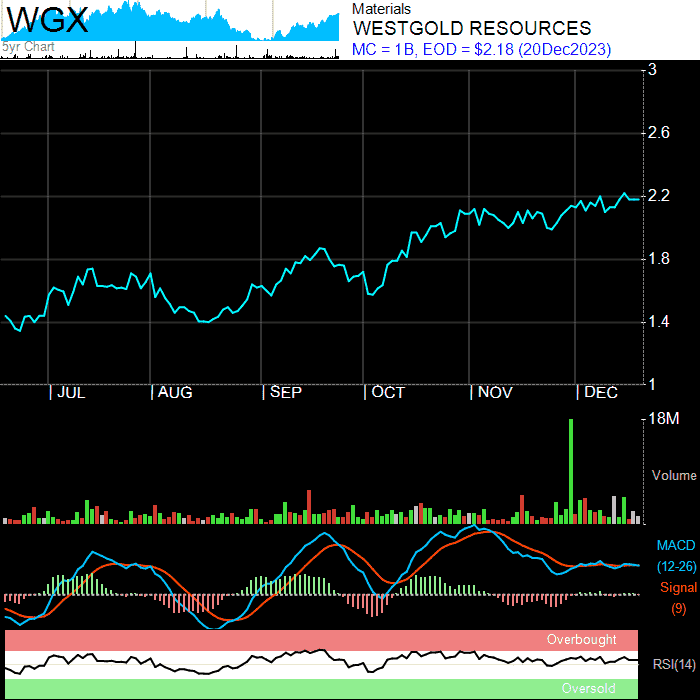 WGX
5yr Chart
Materials
WESTGOLD RESOURCES
MC = 1B, EOD = $2.18 (20Dec2023)
3
2.6
2.2
1.8
1.4
1
| JUL | AUG | SEP | OCT | NOV | DEC
18M
Volume
MACD
(12-26)
Signal
(9)
Overbought
RSI(14)
Oversold